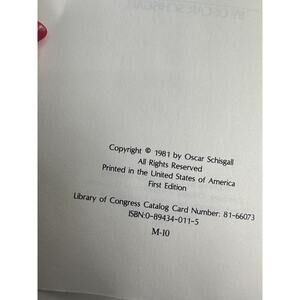 Copyright © 1981 by Oscar Schisgall
All Rights Reserved
Printed in the United States of America
First Edition
Library of Congress Catalog Card Number: 81-66073
ISBN:0-89434-011-5
M-10